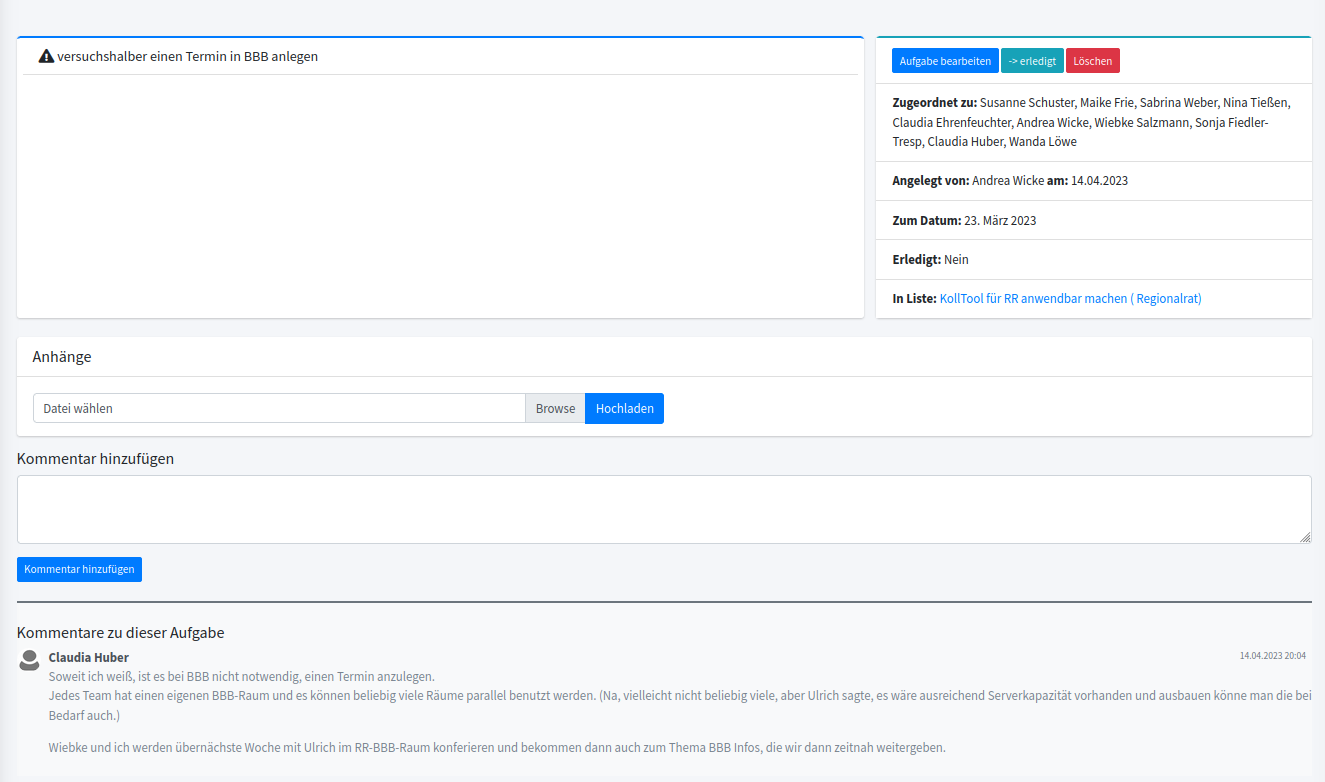 versuchshalber einen Termin in BBB anlegen
Aufgabe bearbeiten -> erledigt Löschen
Zugeordnet zu: Susanne Schuster, Maike Frie, Sabrina Weber, Nina Tießen,
Claudia Ehrenfeuchter, Andrea Wicke, Wiebke Salzmann, Sonja Fiedler-
Tresp, Claudia Huber, Wanda Löwe
Angelegt von: Andrea Wicke am: 14.04.2023
Zum Datum: 23. März 2023
Erledigt: Nein
In Liste: KollTool für RR anwendbar machen ( Regionalrat)
Anhänge
Datei wählen Browse Hochladen
Kommentar hinzufügen
Kommentar hinzufügen
Kommentare zu dieser Aufgabe
Claudia Huber 14.04.2023 20:04
Soweit ich weiß, ist es bei BBB nicht notwendig, einen Termin anzulegen.
Jedes Team hat einen eigenen BBB-Raum und es können beliebig viele Räume parallel benutzt werden. (Na, vielleicht nicht beliebig viele, aber Ulrich sagte, es wäre ausreichend Serverkapazität vorhanden und ausbauen könne man die bei
Bedarf auch.)
Wiebke und ich werden übernächste Woche mit Ulrich im RR-BBB-Raum konferieren und bekommen dann auch zum Thema BBB Infos, die wir dann zeitnah weitergeben.